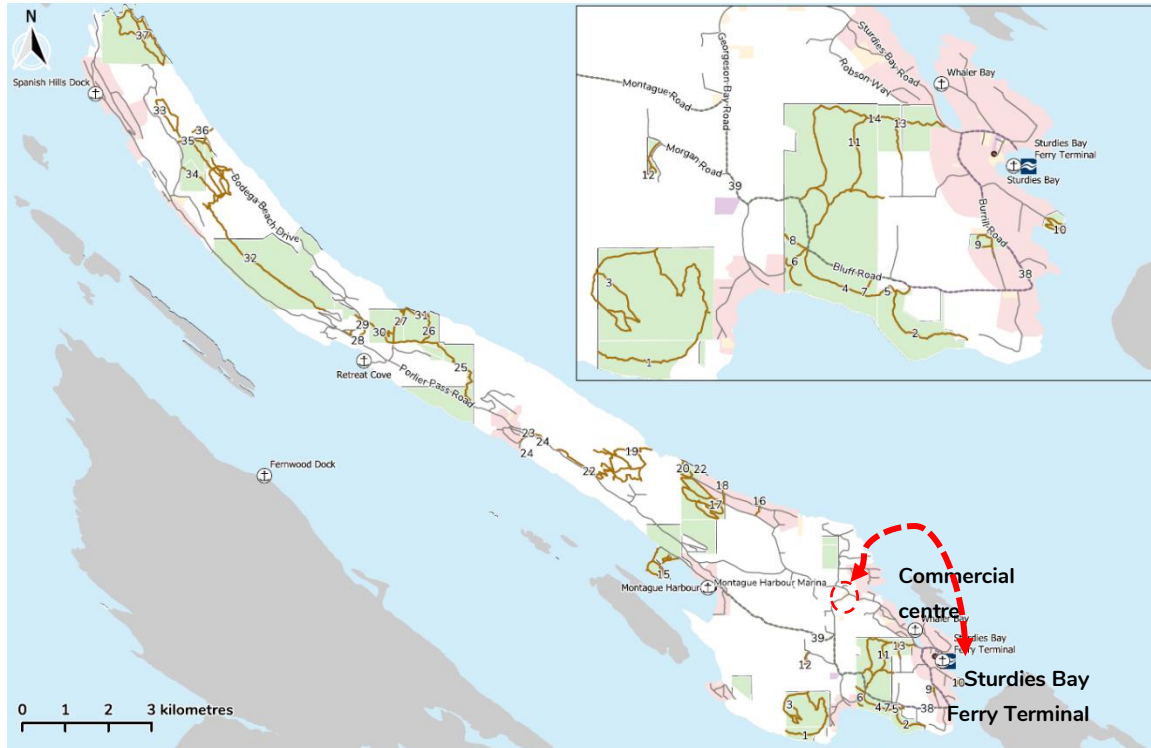 N
37
Spanish Hills Dock
33
36
35
34
Bodega Beach Drive
32
29
30
27
31
26
28
25
Retreat Cove
Porlier Pass Road
23
24
24
Fernwood Dock
22
19
20
22
18
17
16
15
Montague Harbour
Montague Harbour Marina
39
12
11
13
Whaler Bay
Sturdies Bay
Ferry Terminal
10
9
38
6
4
7
5
2
3
1
Commercial
centre
Sturdies Bay
Ferry Terminal
0 1 2 3 kilometres
Georgeson Bay Road
Sturdies Bay Road
Robson Way
Montague Road
Whaler Bay
14
13
11
Sturdies Bay
Ferry Terminal
Sturdies Bay
Morgan Road
12
39
Burrill Road
10
9
8
6
Bluff Road
38
4
7
5
2
3
1